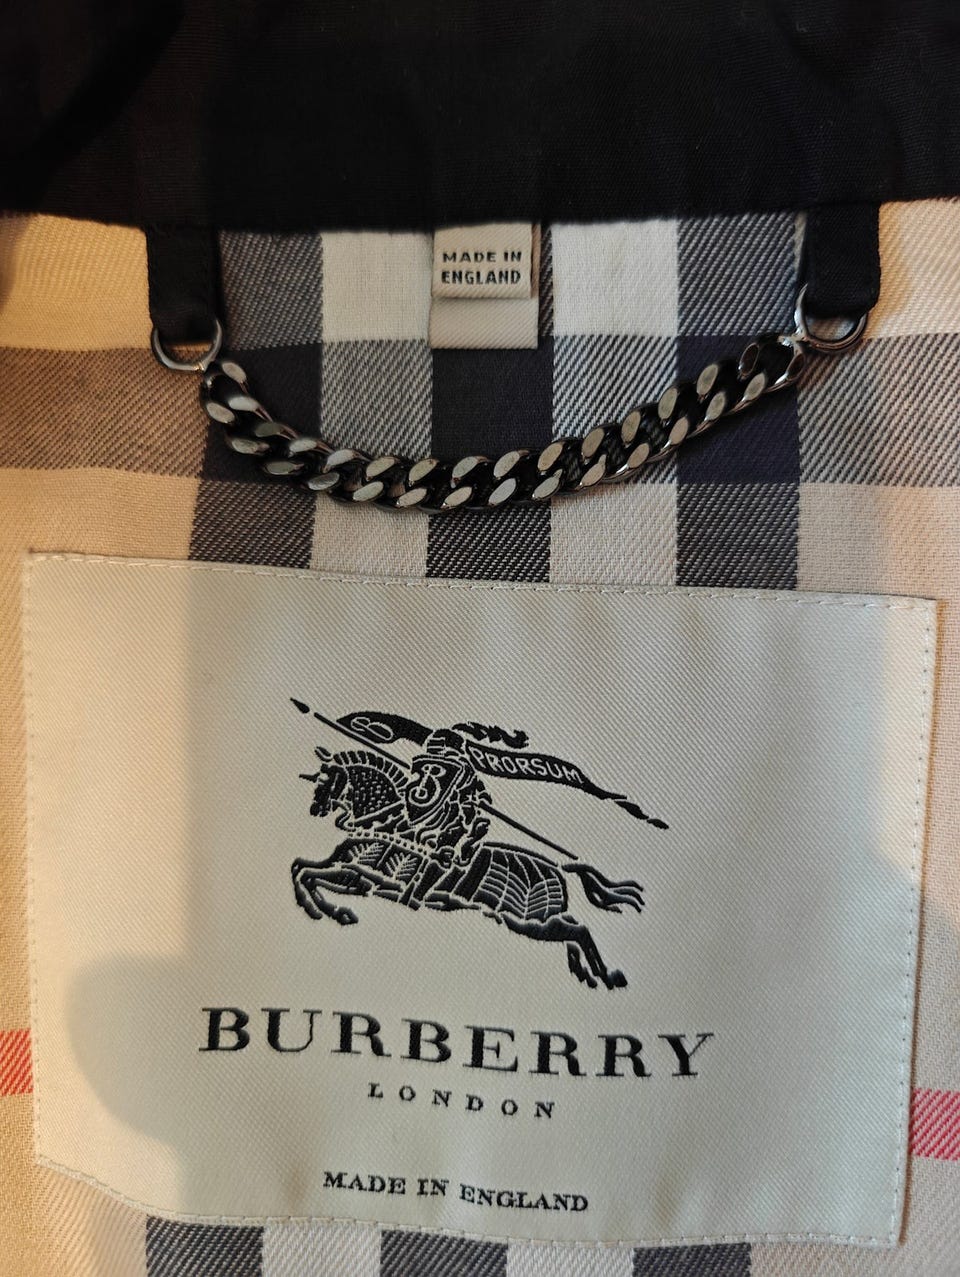 MADE IN
ENGLAND
PRORSUM
B
BURBERRY
LONDON
MADE IN ENGLAND